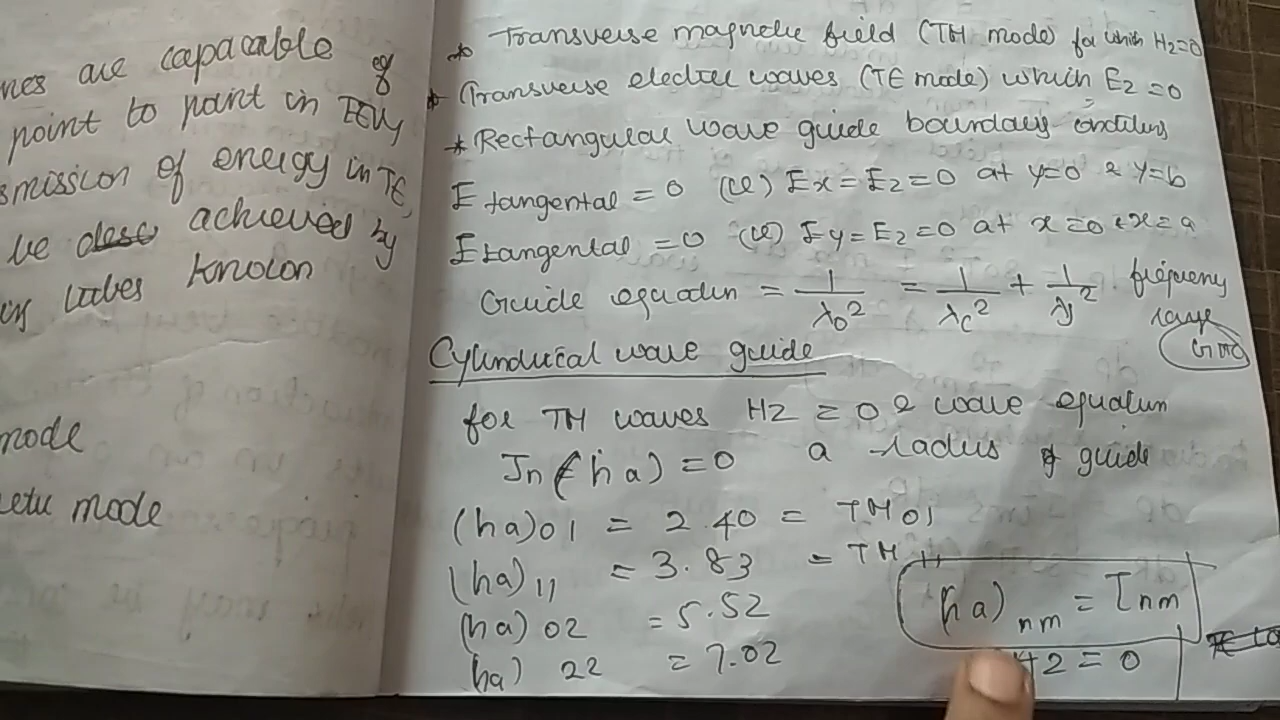 nes are capacable of
point to point in TEM,
smission of energy in TE,
be achieved by
in tubes known
mode
mode
* Transverse magnetic field (TM mode) for which Hz=0
* Transverse electric waves (TE mode) which Ez=0
* Rectangular wave guide boundary conditions
E tangental = 0 (ie) Ex=Ez=0 at y=0 & y=b
E tangental = 0 (ie) Ey=Ez=0 at x=0 & x=a
Guide equation = 1/λ0² = 1/λc² + 1/λg² frequency
range
Cylindrical wave guide
for TM waves Hz=0 & wave equation
Jn(ha)=0 a radius of guide
(ha)01 = 2.40 = TM01
(ha)11 = 3.83 = TM11
(ha)02 = 5.52
(ha) 22 = 7.02
(ha)nm = Inm
Hz=0